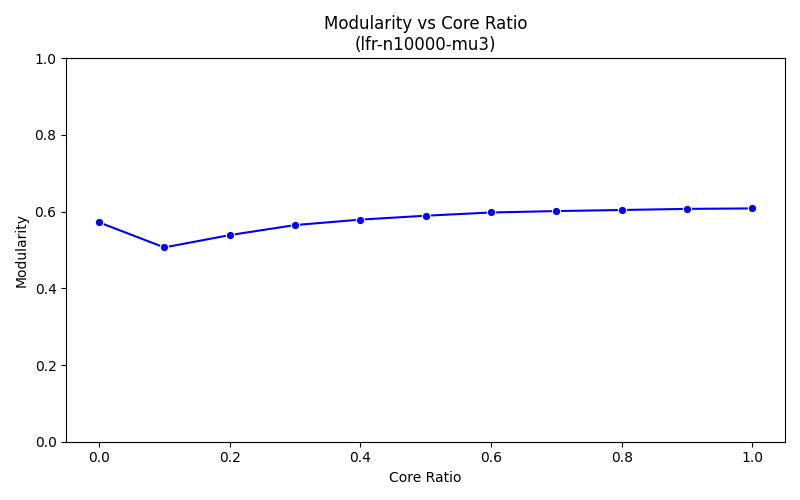 Modularity vs Core Ratio
(lfr-n10000-mu3)
1.0
0.8
0.6
0.4
0.2
0.0
Modularity
0.0 0.2 0.4 0.6 0.8 1.0
Core Ratio